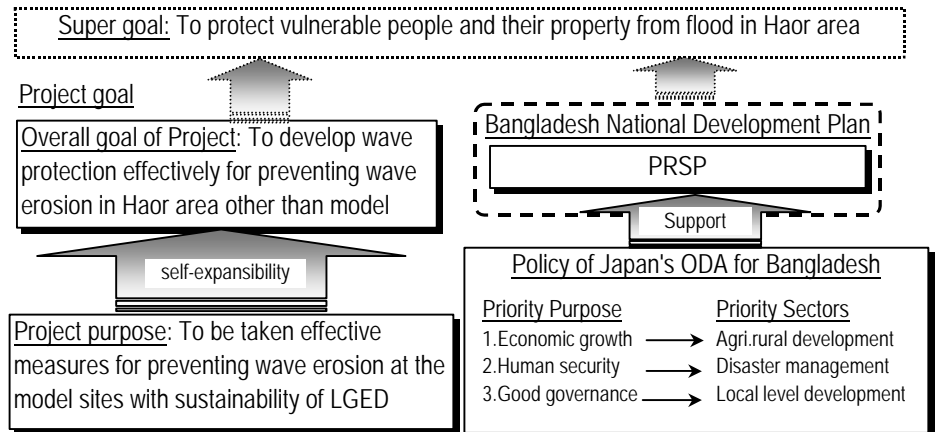 Super goal: To protect vulnerable people and their property from flood in Haor area
Project goal
Overall goal of Project: To develop wave
protection effectively for preventing wave
erosion in Haor area other than model
self-expansibility
Project purpose: To be taken effective
measures for preventing wave erosion at the
model sites with sustainability of LGED
Bangladesh National Development Plan
PRSP
Support
Policy of Japan's ODA for Bangladesh
Priority Purpose
Priority Sectors
1.Economic growth
Agri.rural development
2.Human security
Disaster management
3.Good governance
Local level development